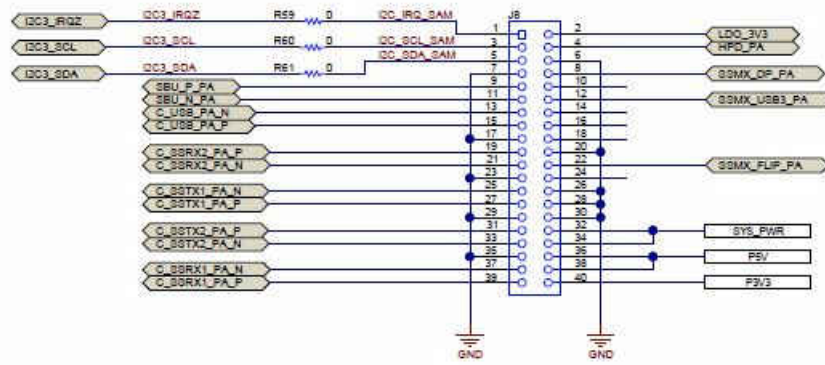 J8
I2C3_IRQZ I2C3_IRQZ R59 0 I2C_IRQ_SAM 1 2 LDO_3V3
I2C3_SCL I2C3_SCL R60 0 I2C_SCL_SAM 3 4 HPD_PA
I2C3_SDA I2C3_SDA R61 0 I2C_SDA_SAM 5 6
7 8 SSMX_DP_PA
SBU_P_PA 9 10
SBU_N_PA 11 12 SSMX_USB3_PA
C_USB_PA_N 13 14
C_USB_PA_P 15 16
17 18
C_SSRX2_PA_P 19 20
C_SSRX2_PA_N 21 22 SSMX_FLIP_PA
23 24
C_SSTX1_PA_N 25 26
C_SSTX1_PA_P 27 28
29 30
C_SSTX2_PA_P 31 32 SYS_PWR
C_SSTX2_PA_N 33 34
35 36 P5V
C_SSRX1_PA_N 37 38
C_SSRX1_PA_P 39 40 P3V3
GND GND